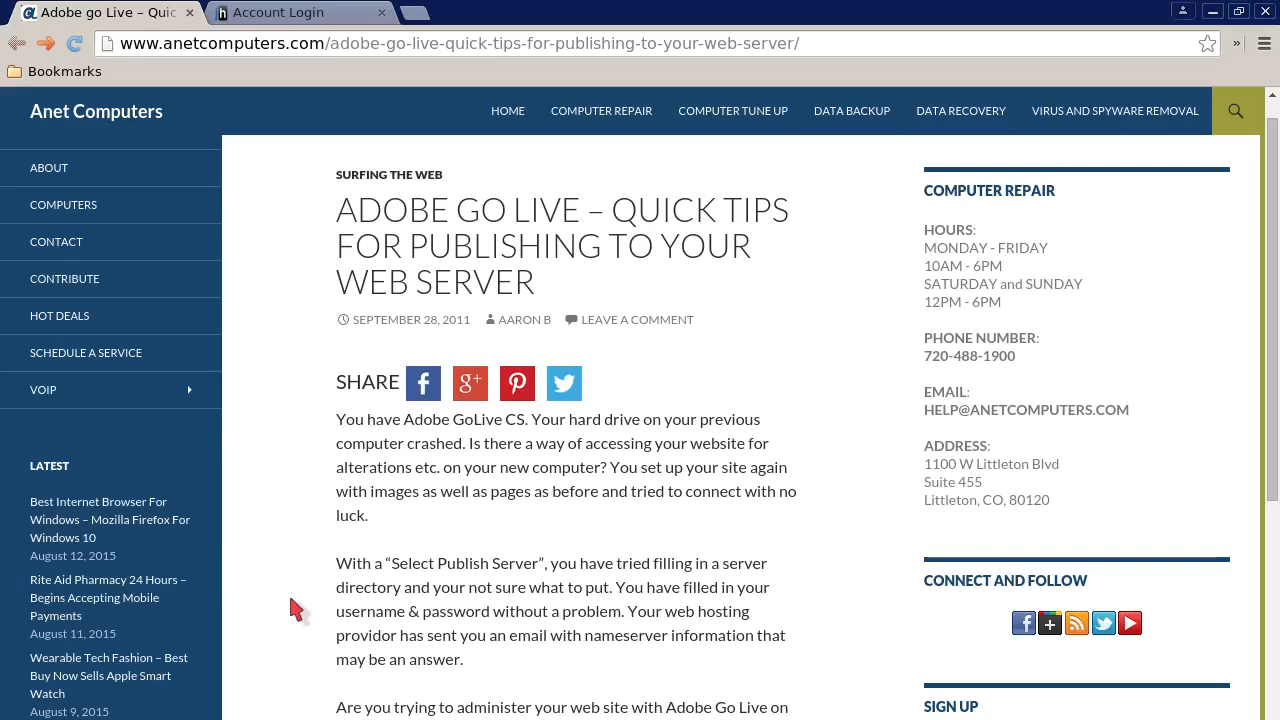 Adobe go Live – Quic
Account Login
www.anetcomputers.com/adobe-go-live-quick-tips-for-publishing-to-your-web-server/
Bookmarks
Anet Computers
HOME
COMPUTER REPAIR
COMPUTER TUNE UP
DATA BACKUP
DATA RECOVERY
VIRUS AND SPYWARE REMOVAL
ABOUT
COMPUTERS
CONTACT
CONTRIBUTE
HOT DEALS
SCHEDULE A SERVICE
VOIP
LATEST
Best Internet Browser For
Windows – Mozilla Firefox For
Windows 10
August 12, 2015
Rite Aid Pharmacy 24 Hours –
Begins Accepting Mobile
Payments
August 11, 2015
Wearable Tech Fashion – Best
Buy Now Sells Apple Smart
Watch
August 9, 2015
SURFING THE WEB
ADOBE GO LIVE – QUICK TIPS
FOR PUBLISHING TO YOUR
WEB SERVER
SEPTEMBER 28, 2011
AARON B
LEAVE A COMMENT
SHARE
You have Adobe GoLive CS. Your hard drive on your previous
computer crashed. Is there a way of accessing your website for
alterations etc. on your new computer? You set up your site again
with images as well as pages as before and tried to connect with no
luck.
With a “Select Publish Server”, you have tried filling in a server
directory and your not sure what to put. You have filled in your
username & password without a problem. Your web hosting
providor has sent you an email with nameserver information that
may be an answer.
Are you trying to administer your web site with Adobe Go Live on
COMPUTER REPAIR
HOURS:
MONDAY - FRIDAY
10AM - 6PM
SATURDAY and SUNDAY
12PM - 6PM
PHONE NUMBER:
720-488-1900
EMAIL:
HELP@ANETCOMPUTERS.COM
ADDRESS:
1100 W Littleton Blvd
Suite 455
Littleton, CO, 80120
CONNECT AND FOLLOW
SIGN UP